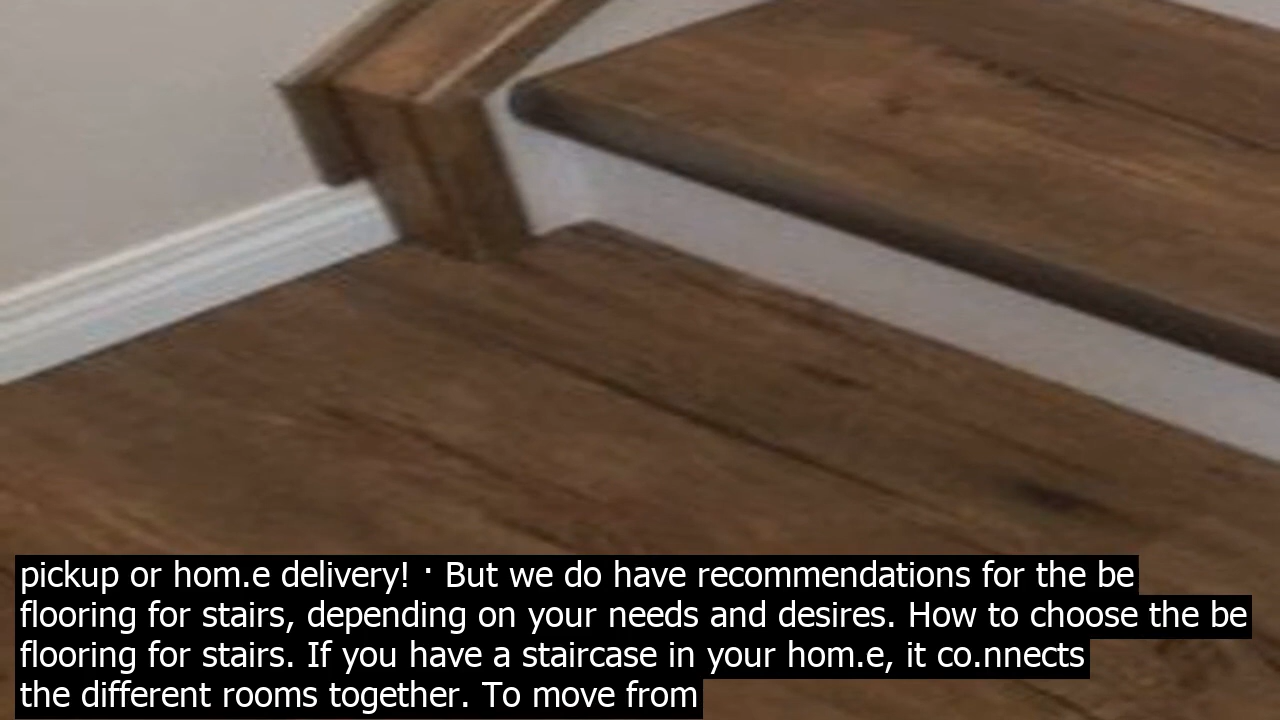 pickup or hom.e delivery! · But we do have recommendations for the be
flooring for stairs, depending on your needs and desires. How to choose the be
flooring for stairs. If you have a staircase in your hom.e, it co.nnects
the different rooms together. To move from